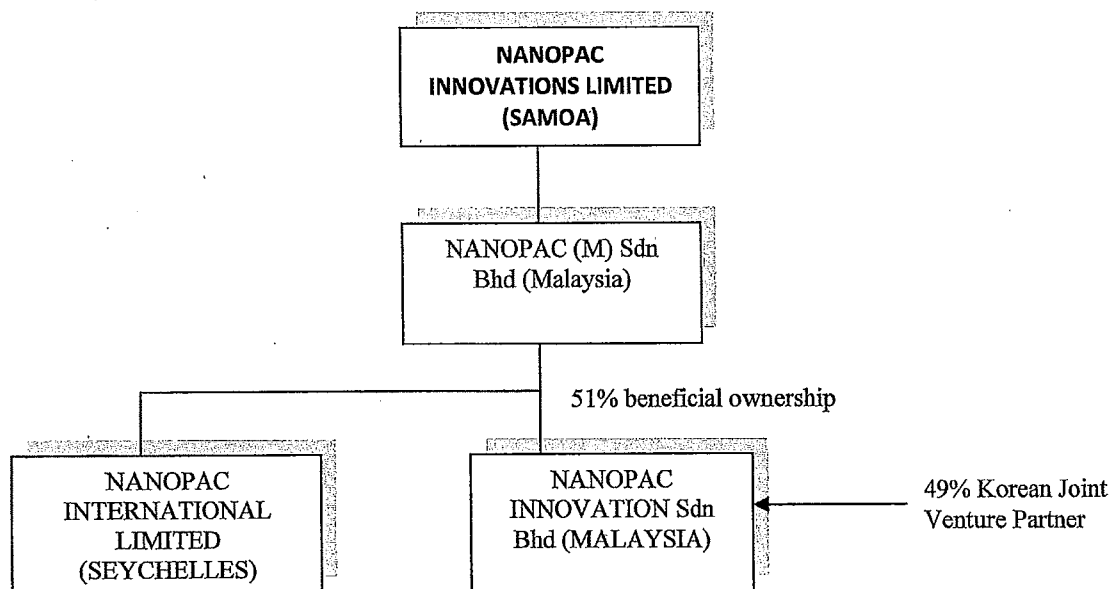 NANOPAC
INNOVATIONS LIMITED
(SAMOA)
NANOPAC (M) Sdn
Bhd (Malaysia)
51% beneficial ownership
NANOPAC
INTERNATIONAL
LIMITED
(SEYCHELLES)
NANOPAC
INNOVATION Sdn
Bhd (MALAYSIA)
49% Korean Joint
Venture Partner